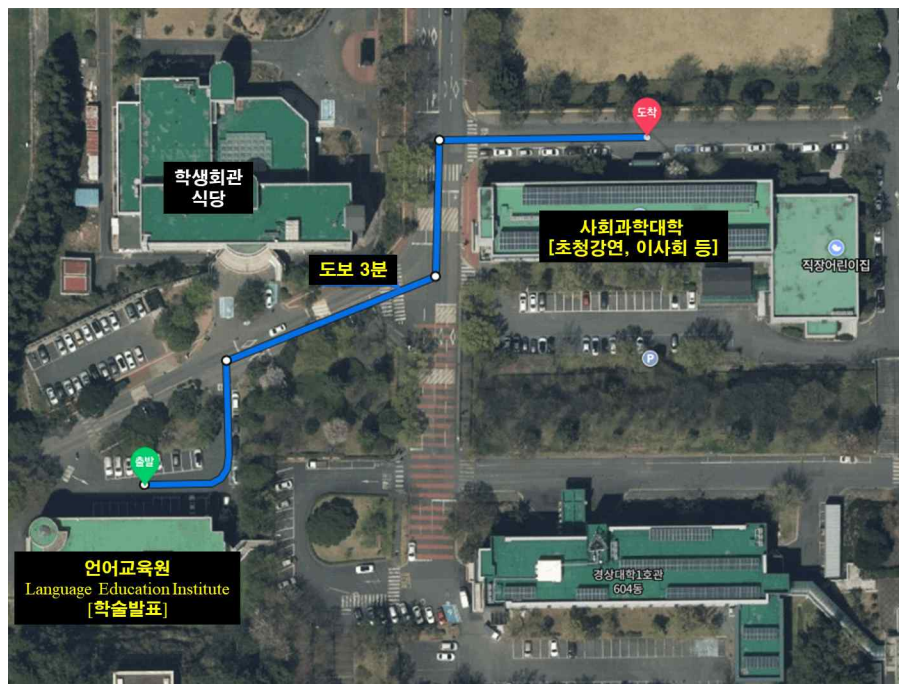 도착
학생회관
식당
사회과학대학
[초청강연, 이사회 등]
직장어린이집
도보 3분
P
출발
언어교육원
Language Education Institute
[학술발표]
경상대학1호관
604동